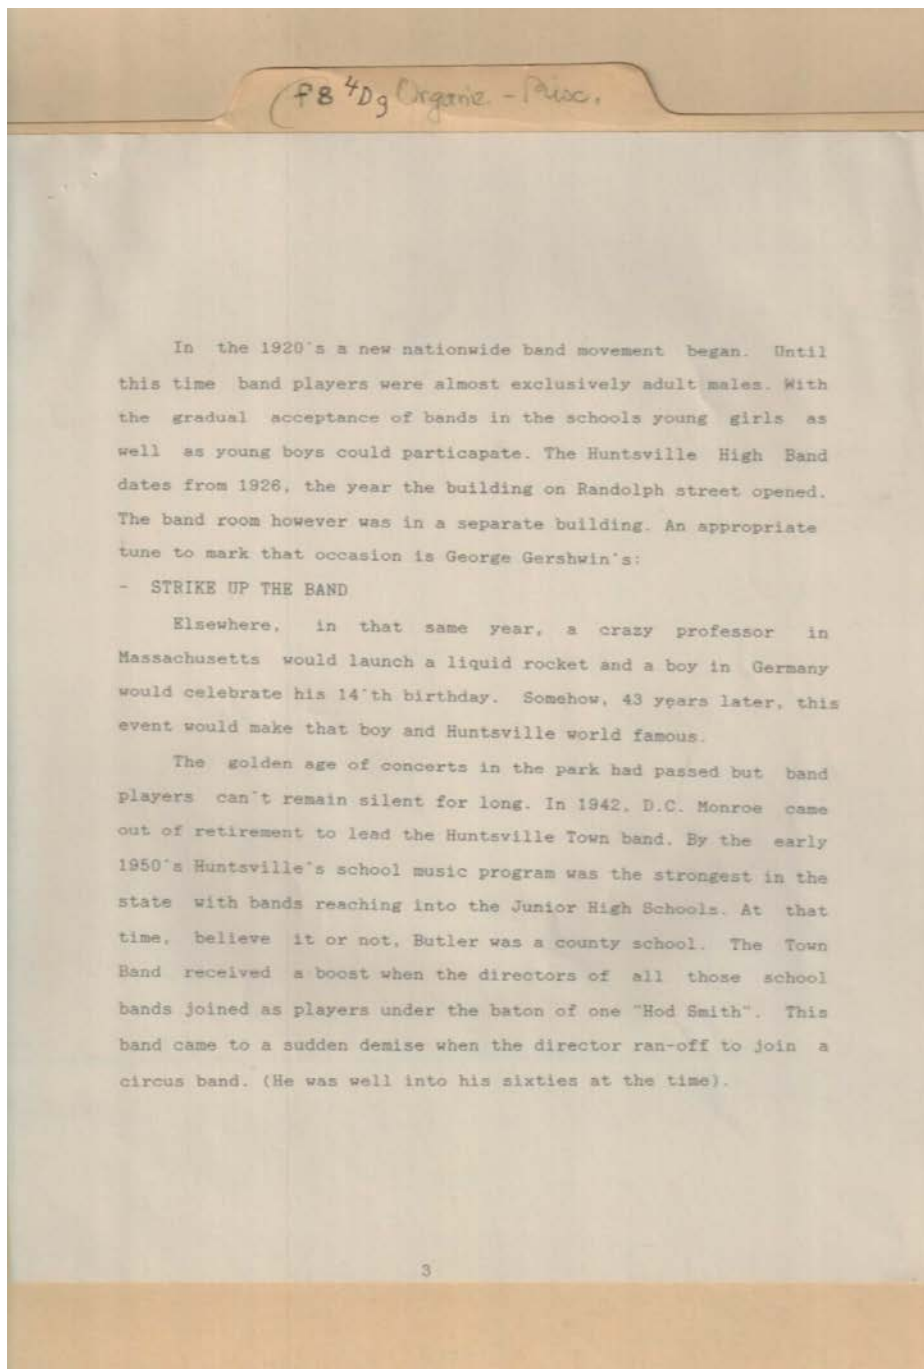 f8 4Dg Organic - Misc.
In the 1920's a new nationwide band movement began. Until
this time band players were almost exclusively adult males. With
the gradual acceptance of bands in the schools young girls as
well as young boys could particapate. The Huntsville High Band
dates from 1926, the year the building on Randolph street opened.
The band room however was in a separate building. An appropriate
tune to mark that occasion is George Gershwin's:
- STRIKE UP THE BAND
Elsewhere, in that same year, a crazy professor in
Massachusetts would launch a liquid rocket and a boy in Germany
would celebrate his 14'th birthday. Somehow, 43 years later, this
event would make that boy and Huntsville world famous.
The golden age of concerts in the park had passed but band
players can't remain silent for long. In 1942, D.C. Monroe came
out of retirement to lead the Huntsville Town band. By the early
1950's Huntsville's school music program was the strongest in the
state with bands reaching into the Junior High Schools. At that
time, believe it or not, Butler was a county school. The Town
Band received a boost when the directors of all those school
bands joined as players under the baton of one "Hod Smith". This
band came to a sudden demise when the director ran-off to join a
circus band. (He was well into his sixties at the time).
3